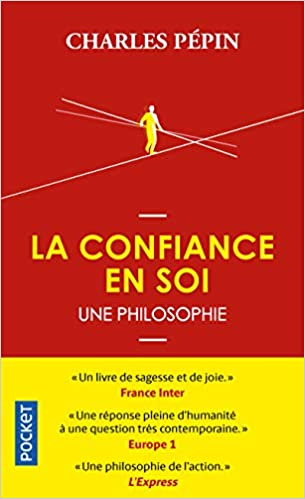 CHARLES PÉPIN
LA CONFIANCE
EN SOI
UNE PHILOSOPHIE
« Un livre de sagesse et de joie. »
France Inter
« Une réponse pleine d'humanité
à une question très contemporaine. »
Europe 1
« Une philosophie de l'action. »
L'Express
POCKET